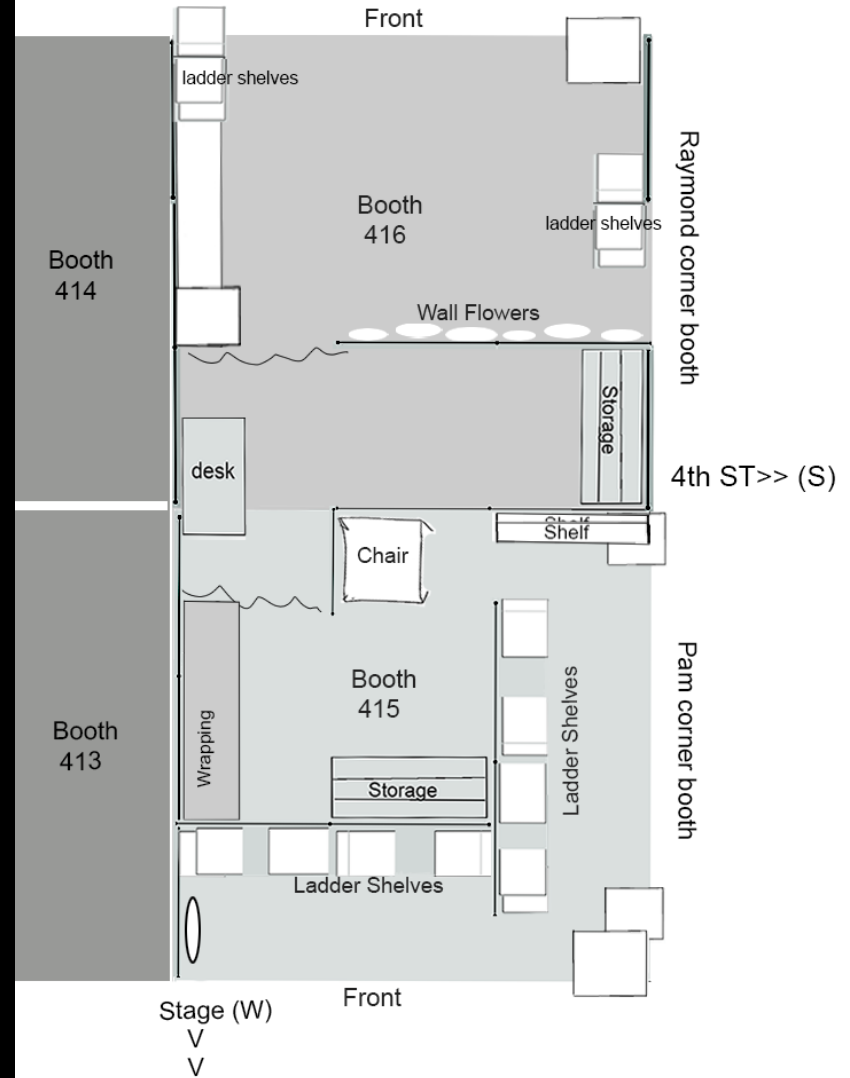 Front
ladder shelves
Raymond corner booth
Booth
416
ladder shelves
Booth
414
Wall Flowers
Storage
desk
4th ST>> (S)
Shelf
Shelf
Chair
Pam corner booth
Booth
415
Ladder Shelves
Wrapping
Booth
413
Storage
Ladder Shelves
Front
Stage (W)
V
V